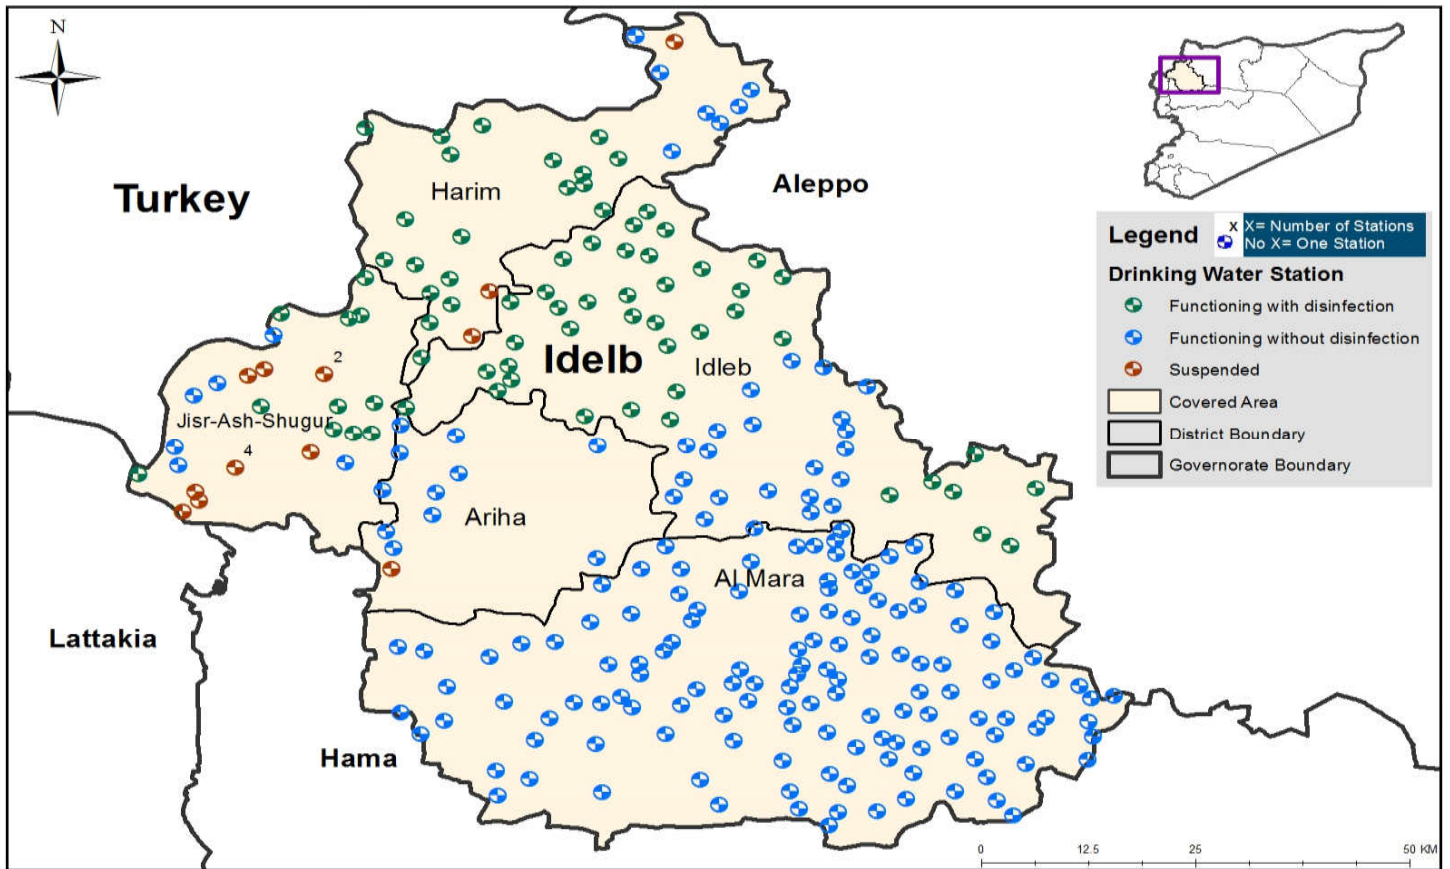 N
Turkey
Harim
Aleppo
Idelb
Idleb
2
Jisr-Ash-Shugur
4
Ariha
Al Mara
Lattakia
Hama
Legend
X
X= Number of Stations
No X= One Station
Drinking Water Station
Functioning with disinfection
Functioning without disinfection
Suspended
Covered Area
District Boundary
Governorate Boundary
0 12.5 25 50 KM